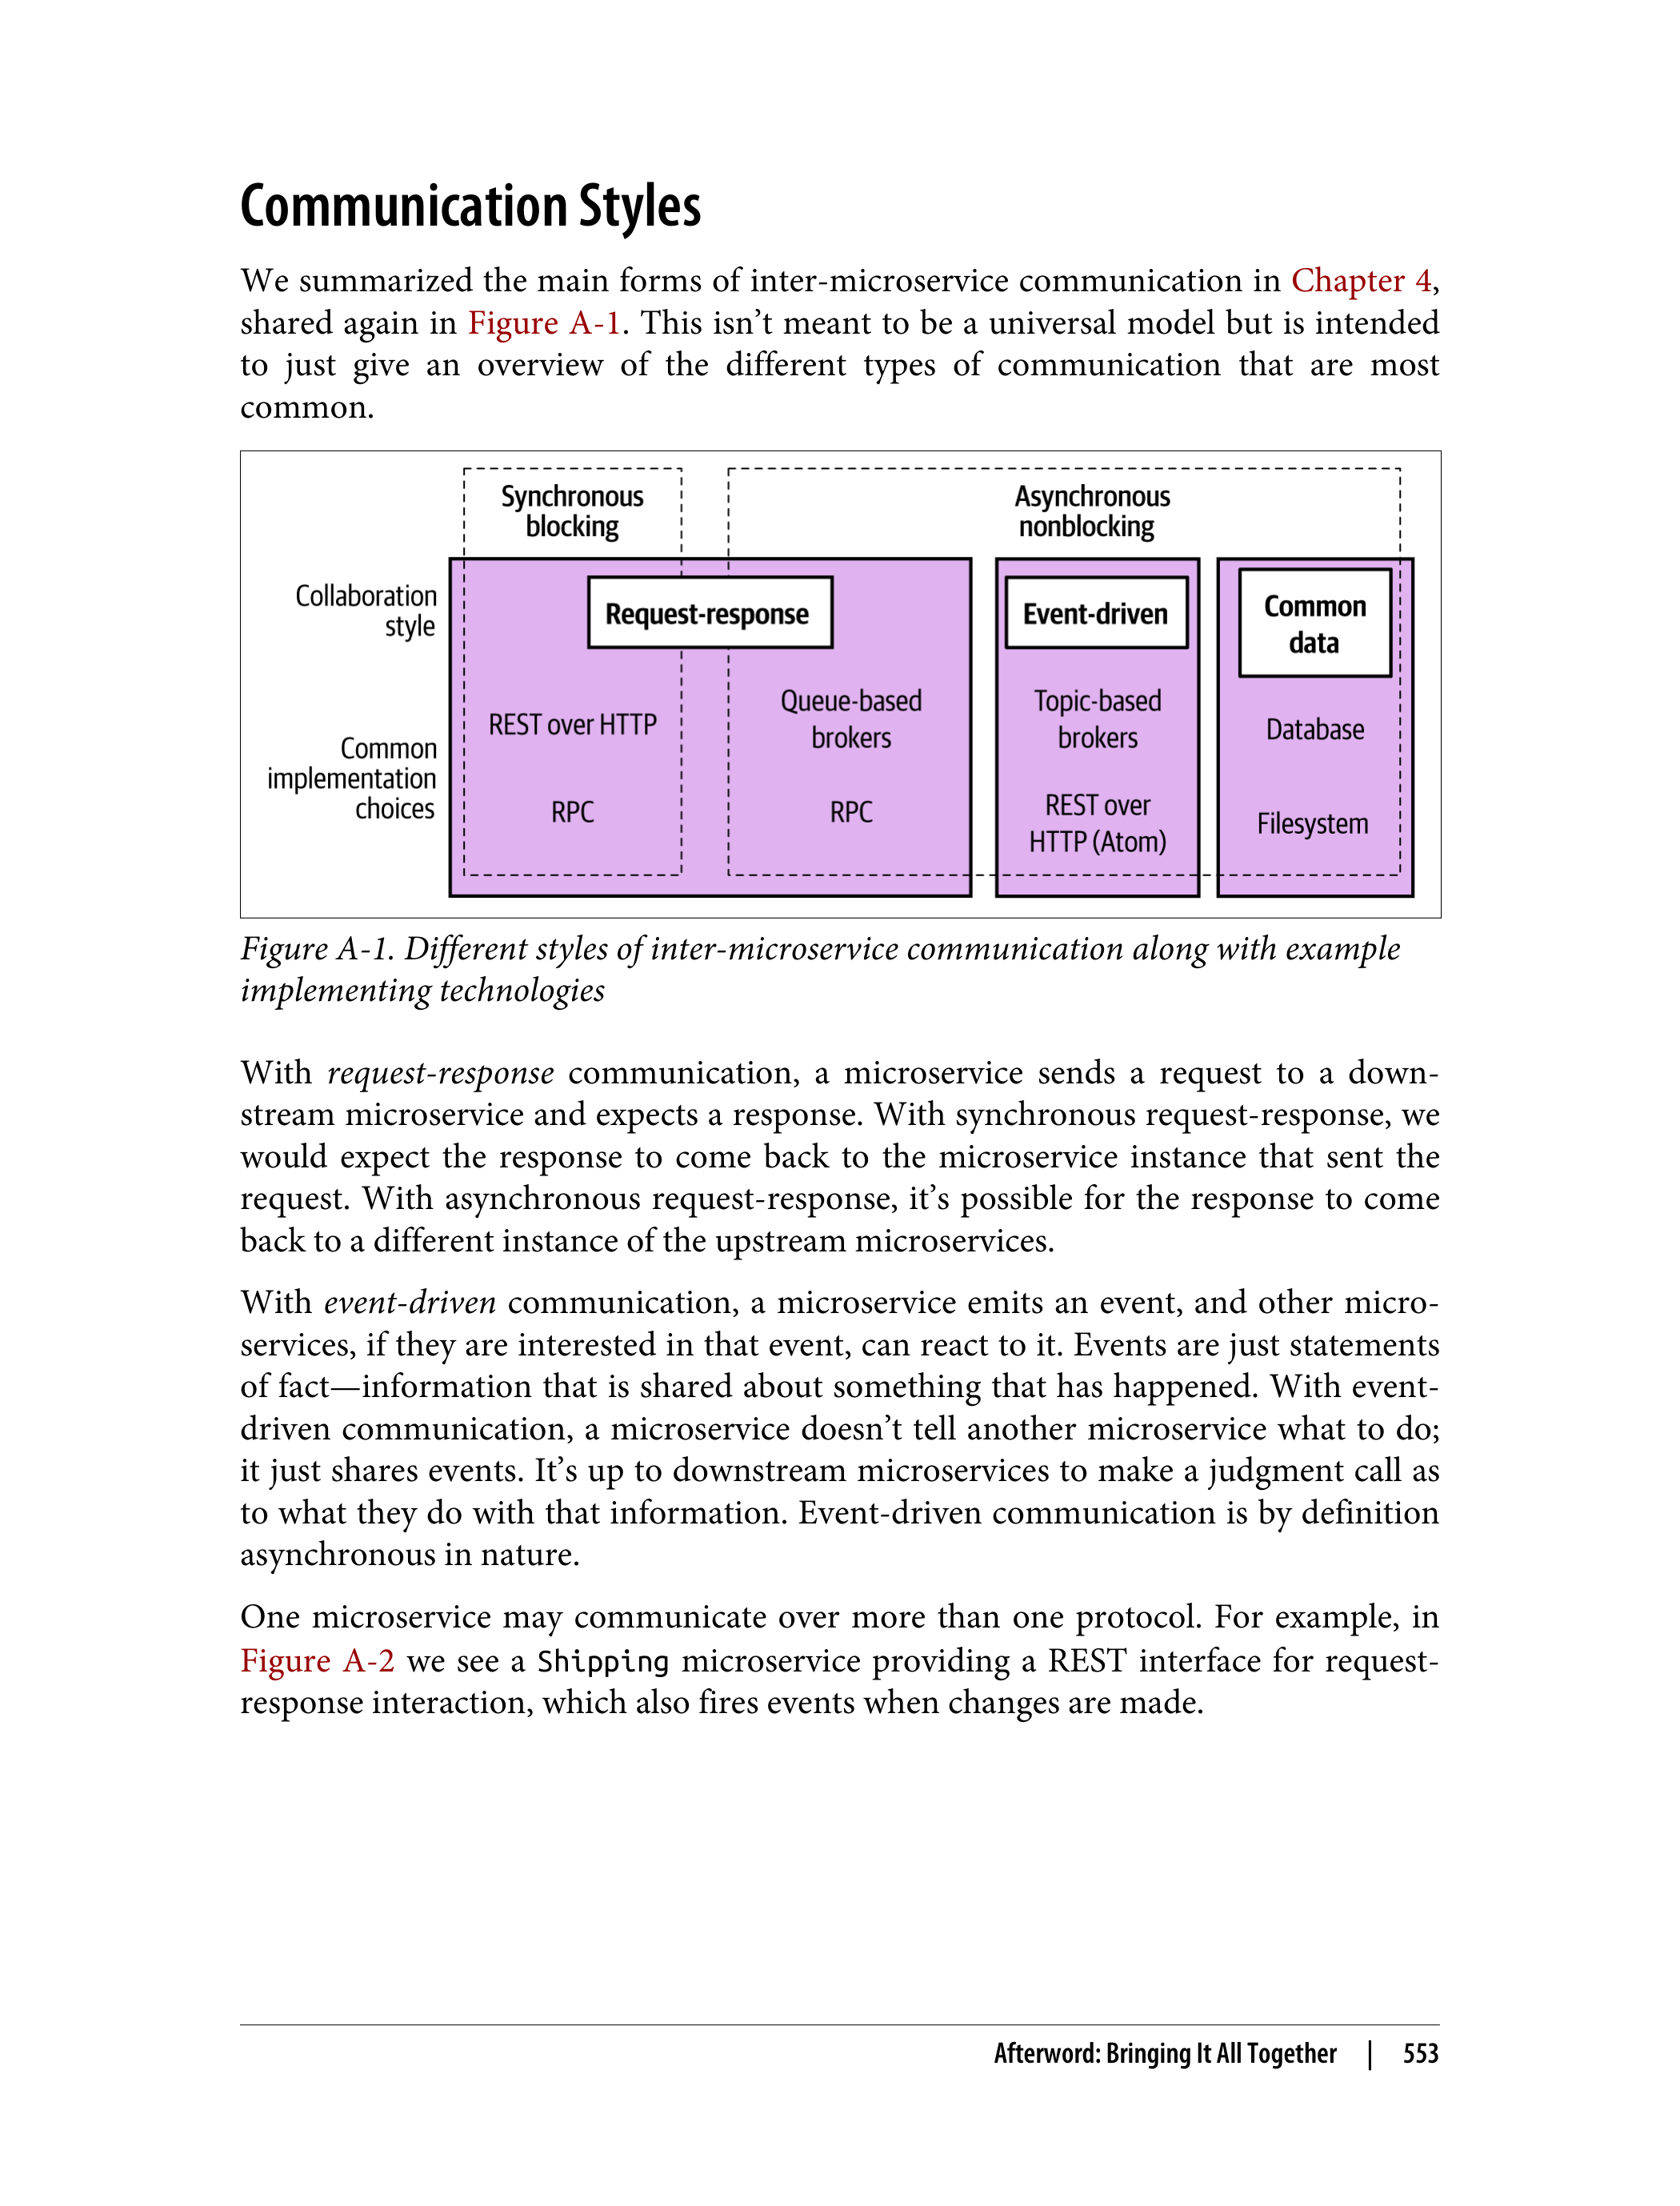 Communication Styles
We summarized the main forms of inter-microservice communication in Chapter 4,
shared again in Figure A-1. This isn’t meant to be a universal model but is intended
to just give an overview of the different types of communication that are most
common.
Synchronous
blocking
Asynchronous
nonblocking
Collaboration
style
Request-response
Event-driven
Common
data
Common
implementation
choices
REST over HTTP
RPC
Queue-based
brokers
RPC
Topic-based
brokers
REST over
HTTP (Atom)
Database
Filesystem
Figure A-1. Different styles of inter-microservice communication along with example
implementing technologies
With request-response communication, a microservice sends a request to a down-
stream microservice and expects a response. With synchronous request-response, we
would expect the response to come back to the microservice instance that sent the
request. With asynchronous request-response, it’s possible for the response to come
back to a different instance of the upstream microservices.
With event-driven communication, a microservice emits an event, and other micro-
services, if they are interested in that event, can react to it. Events are just statements
of fact—information that is shared about something that has happened. With event-
driven communication, a microservice doesn’t tell another microservice what to do;
it just shares events. It’s up to downstream microservices to make a judgment call as
to what they do with that information. Event-driven communication is by definition
asynchronous in nature.
One microservice may communicate over more than one protocol. For example, in
Figure A-2 we see a Shipping microservice providing a REST interface for request-
response interaction, which also fires events when changes are made.
Afterword: Bringing It All Together | 553